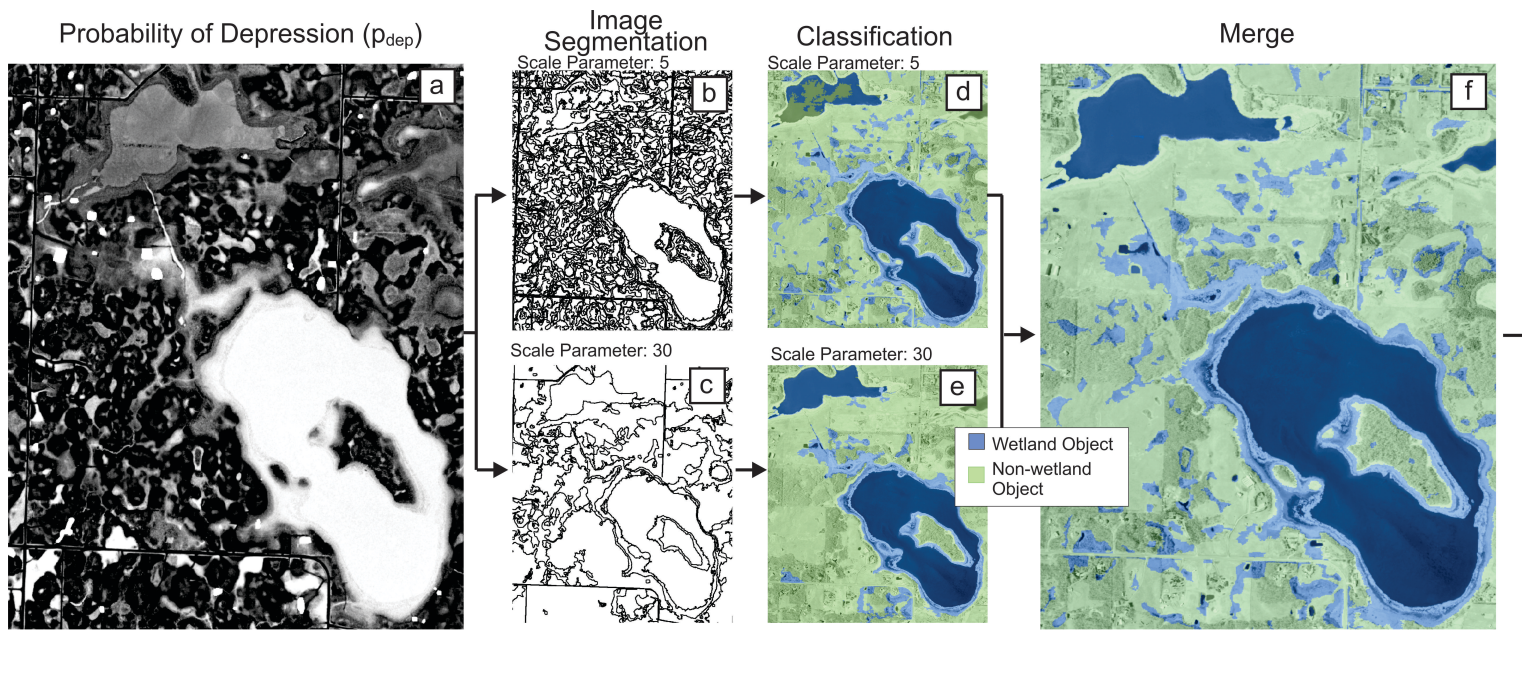 Probability of Depression (pdep)
Image
Segmentation
Classification
Merge
Scale Parameter: 5
Scale Parameter: 5
a
b
d
f
Scale Parameter: 30
Scale Parameter: 30
c
e
Wetland Object
Non-wetland
Object